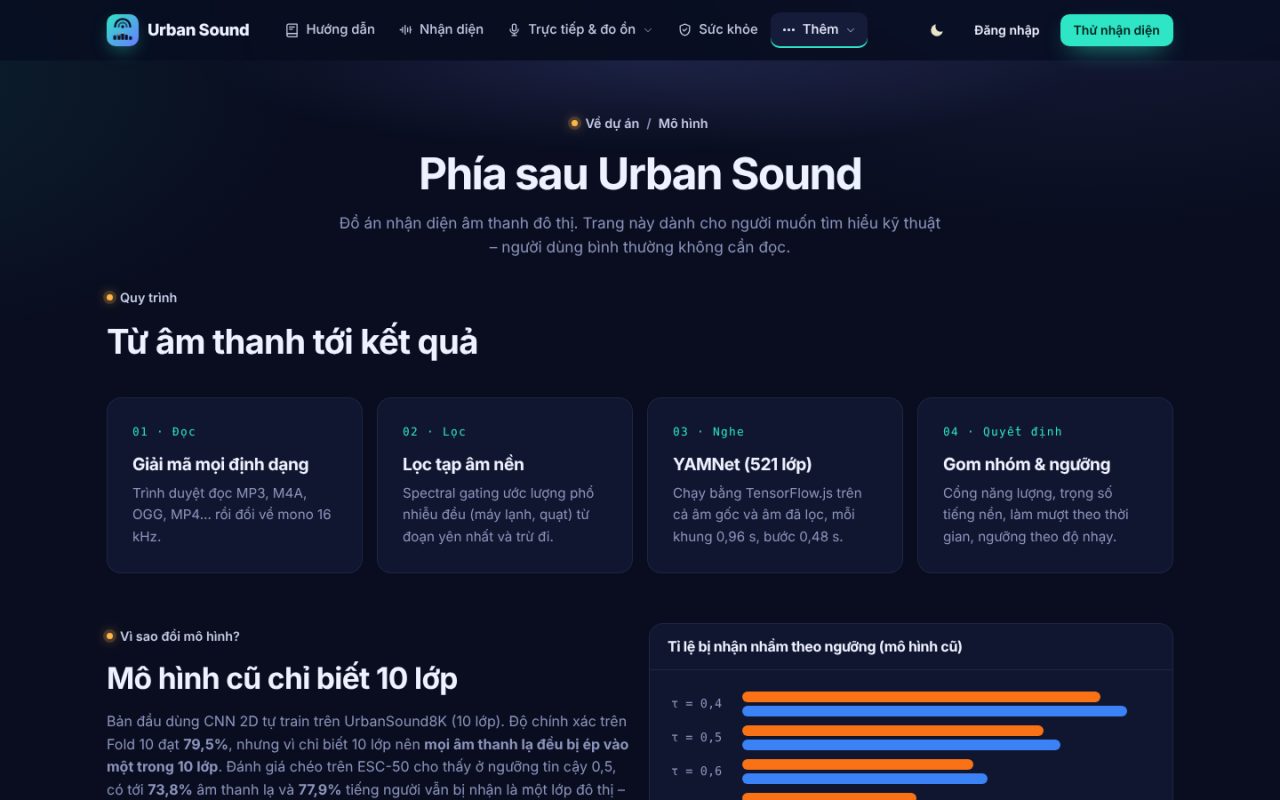 Urban Sound
Hướng dẫn
Nhận diện
Trực tiếp & đo ồn
Sức khỏe
Thêm
Đăng nhập
Thử nhận diện
Về dự án / Mô hình
Phía sau Urban Sound
Đồ án nhận diện âm thanh đô thị. Trang này dành cho người muốn tìm hiểu kỹ thuật
– người dùng bình thường không cần đọc.
Quy trình
Từ âm thanh tới kết quả
01 · Đọc
Giải mã mọi định dạng
Trình duyệt đọc MP3, M4A,
OGG, MP4... rồi đổi về mono 16
kHz.
02 · Lọc
Lọc tạp âm nền
Spectral gating ước lượng phổ
nhiễu đều (máy lạnh, quạt) từ
đoạn yên nhất và trừ đi.
03 · Nghe
YAMNet (521 lớp)
Chạy bằng TensorFlow.js trên
cả âm gốc và âm đã lọc, mỗi
khung 0,96 s, bước 0,48 s.
04 · Quyết định
Gom nhóm & ngưỡng
Cổng năng lượng, trọng số
tiếng nền, làm mượt theo thời
gian, ngưỡng theo độ nhạy.
Vì sao đổi mô hình?
Mô hình cũ chỉ biết 10 lớp
Bản đầu dùng CNN 2D tự train trên UrbanSound8K (10 lớp). Độ chính xác trên
Fold 10 đạt 79,5%, nhưng vì chỉ biết 10 lớp nên mọi âm thanh lạ đều bị ép vào
một trong 10 lớp. Đánh giá chéo trên ESC-50 cho thấy ở ngưỡng tin cậy 0,5,
có tới 73,8% âm thanh lạ và 77,9% tiếng người vẫn bị nhận là một lớp đô thị –
Tỉ lệ bị nhận nhầm theo ngưỡng (mô hình cũ)
τ = 0,4
τ = 0,5
τ = 0,6